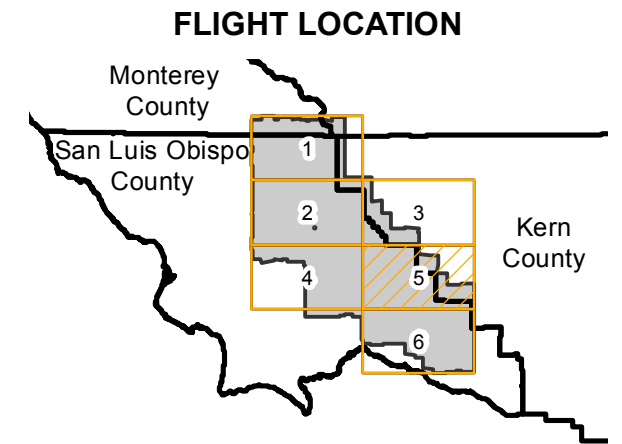 FLIGHT LOCATION
Monterey
County
San Luis Obispo
County
1
2
3
Kern
County
4
5
6